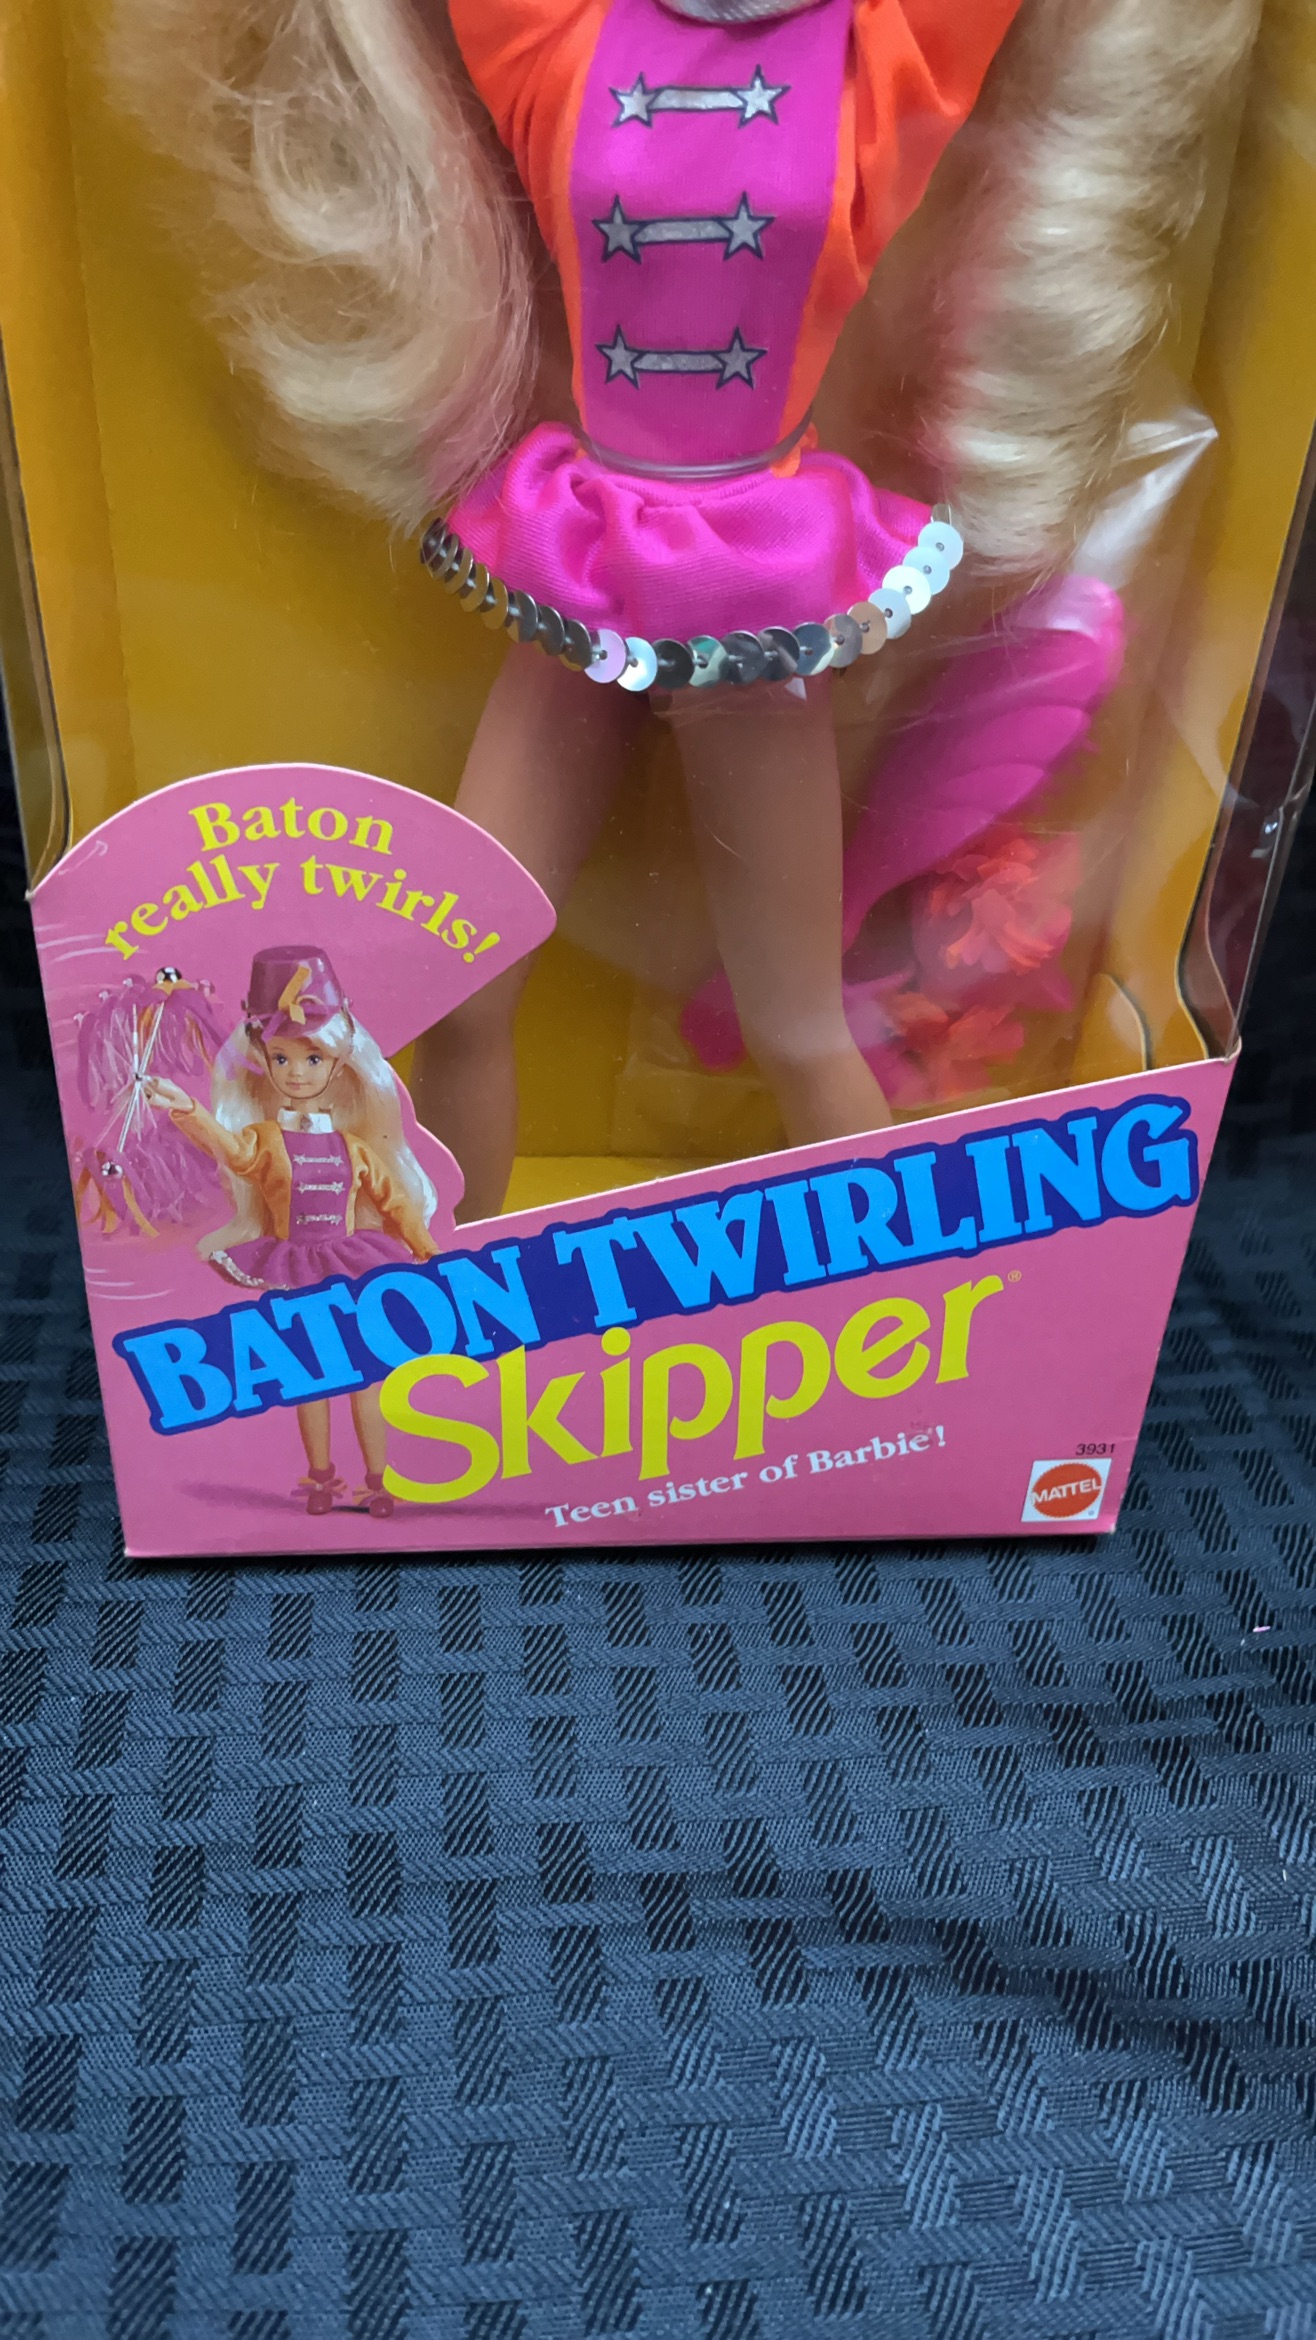 Baton
really twirls!
BATON TWIRLING
Skipper®
Teen sister of Barbie®!
3931
MATTEL®